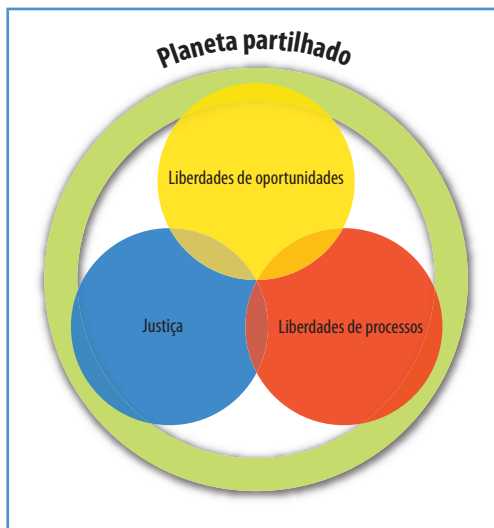 Planeta partilhado
Liberdades de oportunidades
Justiça
Liberdades de processos